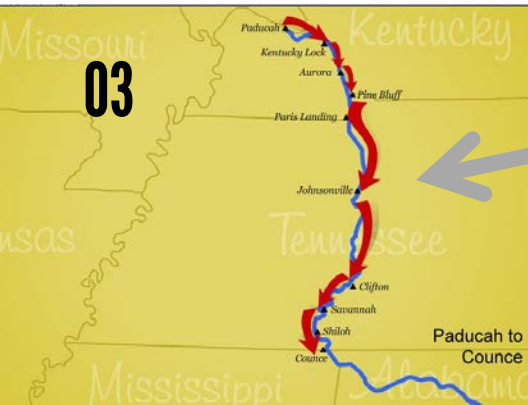 Missouri
Kentucky
03
Paducah
Kentucky Lock
Aurora
Pine Bluff
Paris Landing
Johnsonville
nsas
Tennessee
Clifton
Savannah
Shiloh
Counce
Paducah to
Counce
Mississippi
Alabama